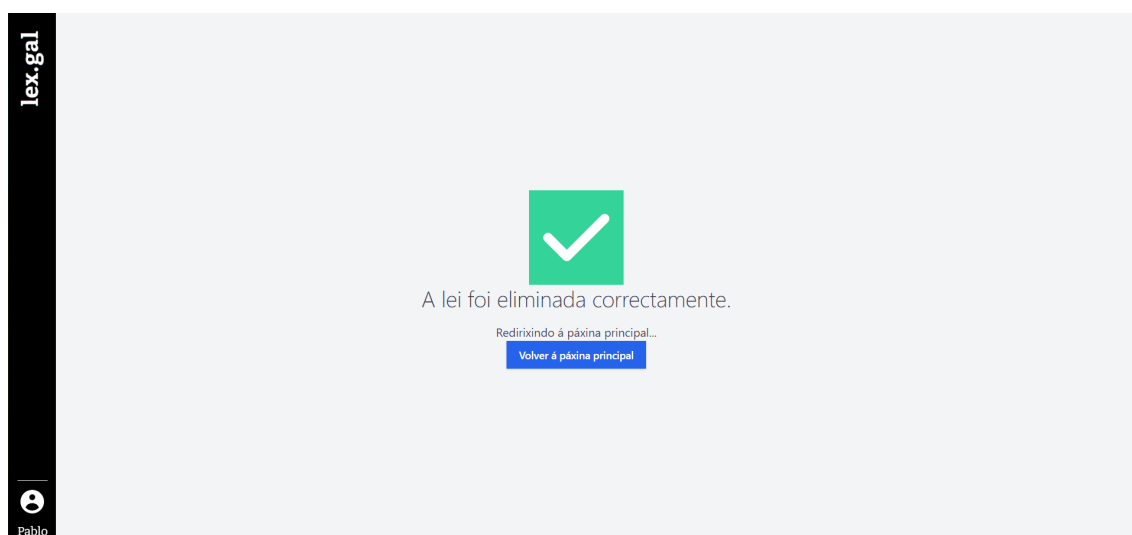 lex.gal
A lei foi eliminada correctamente.
Redirixindo á páxina principal...
Volver á páxina principal
Pablo